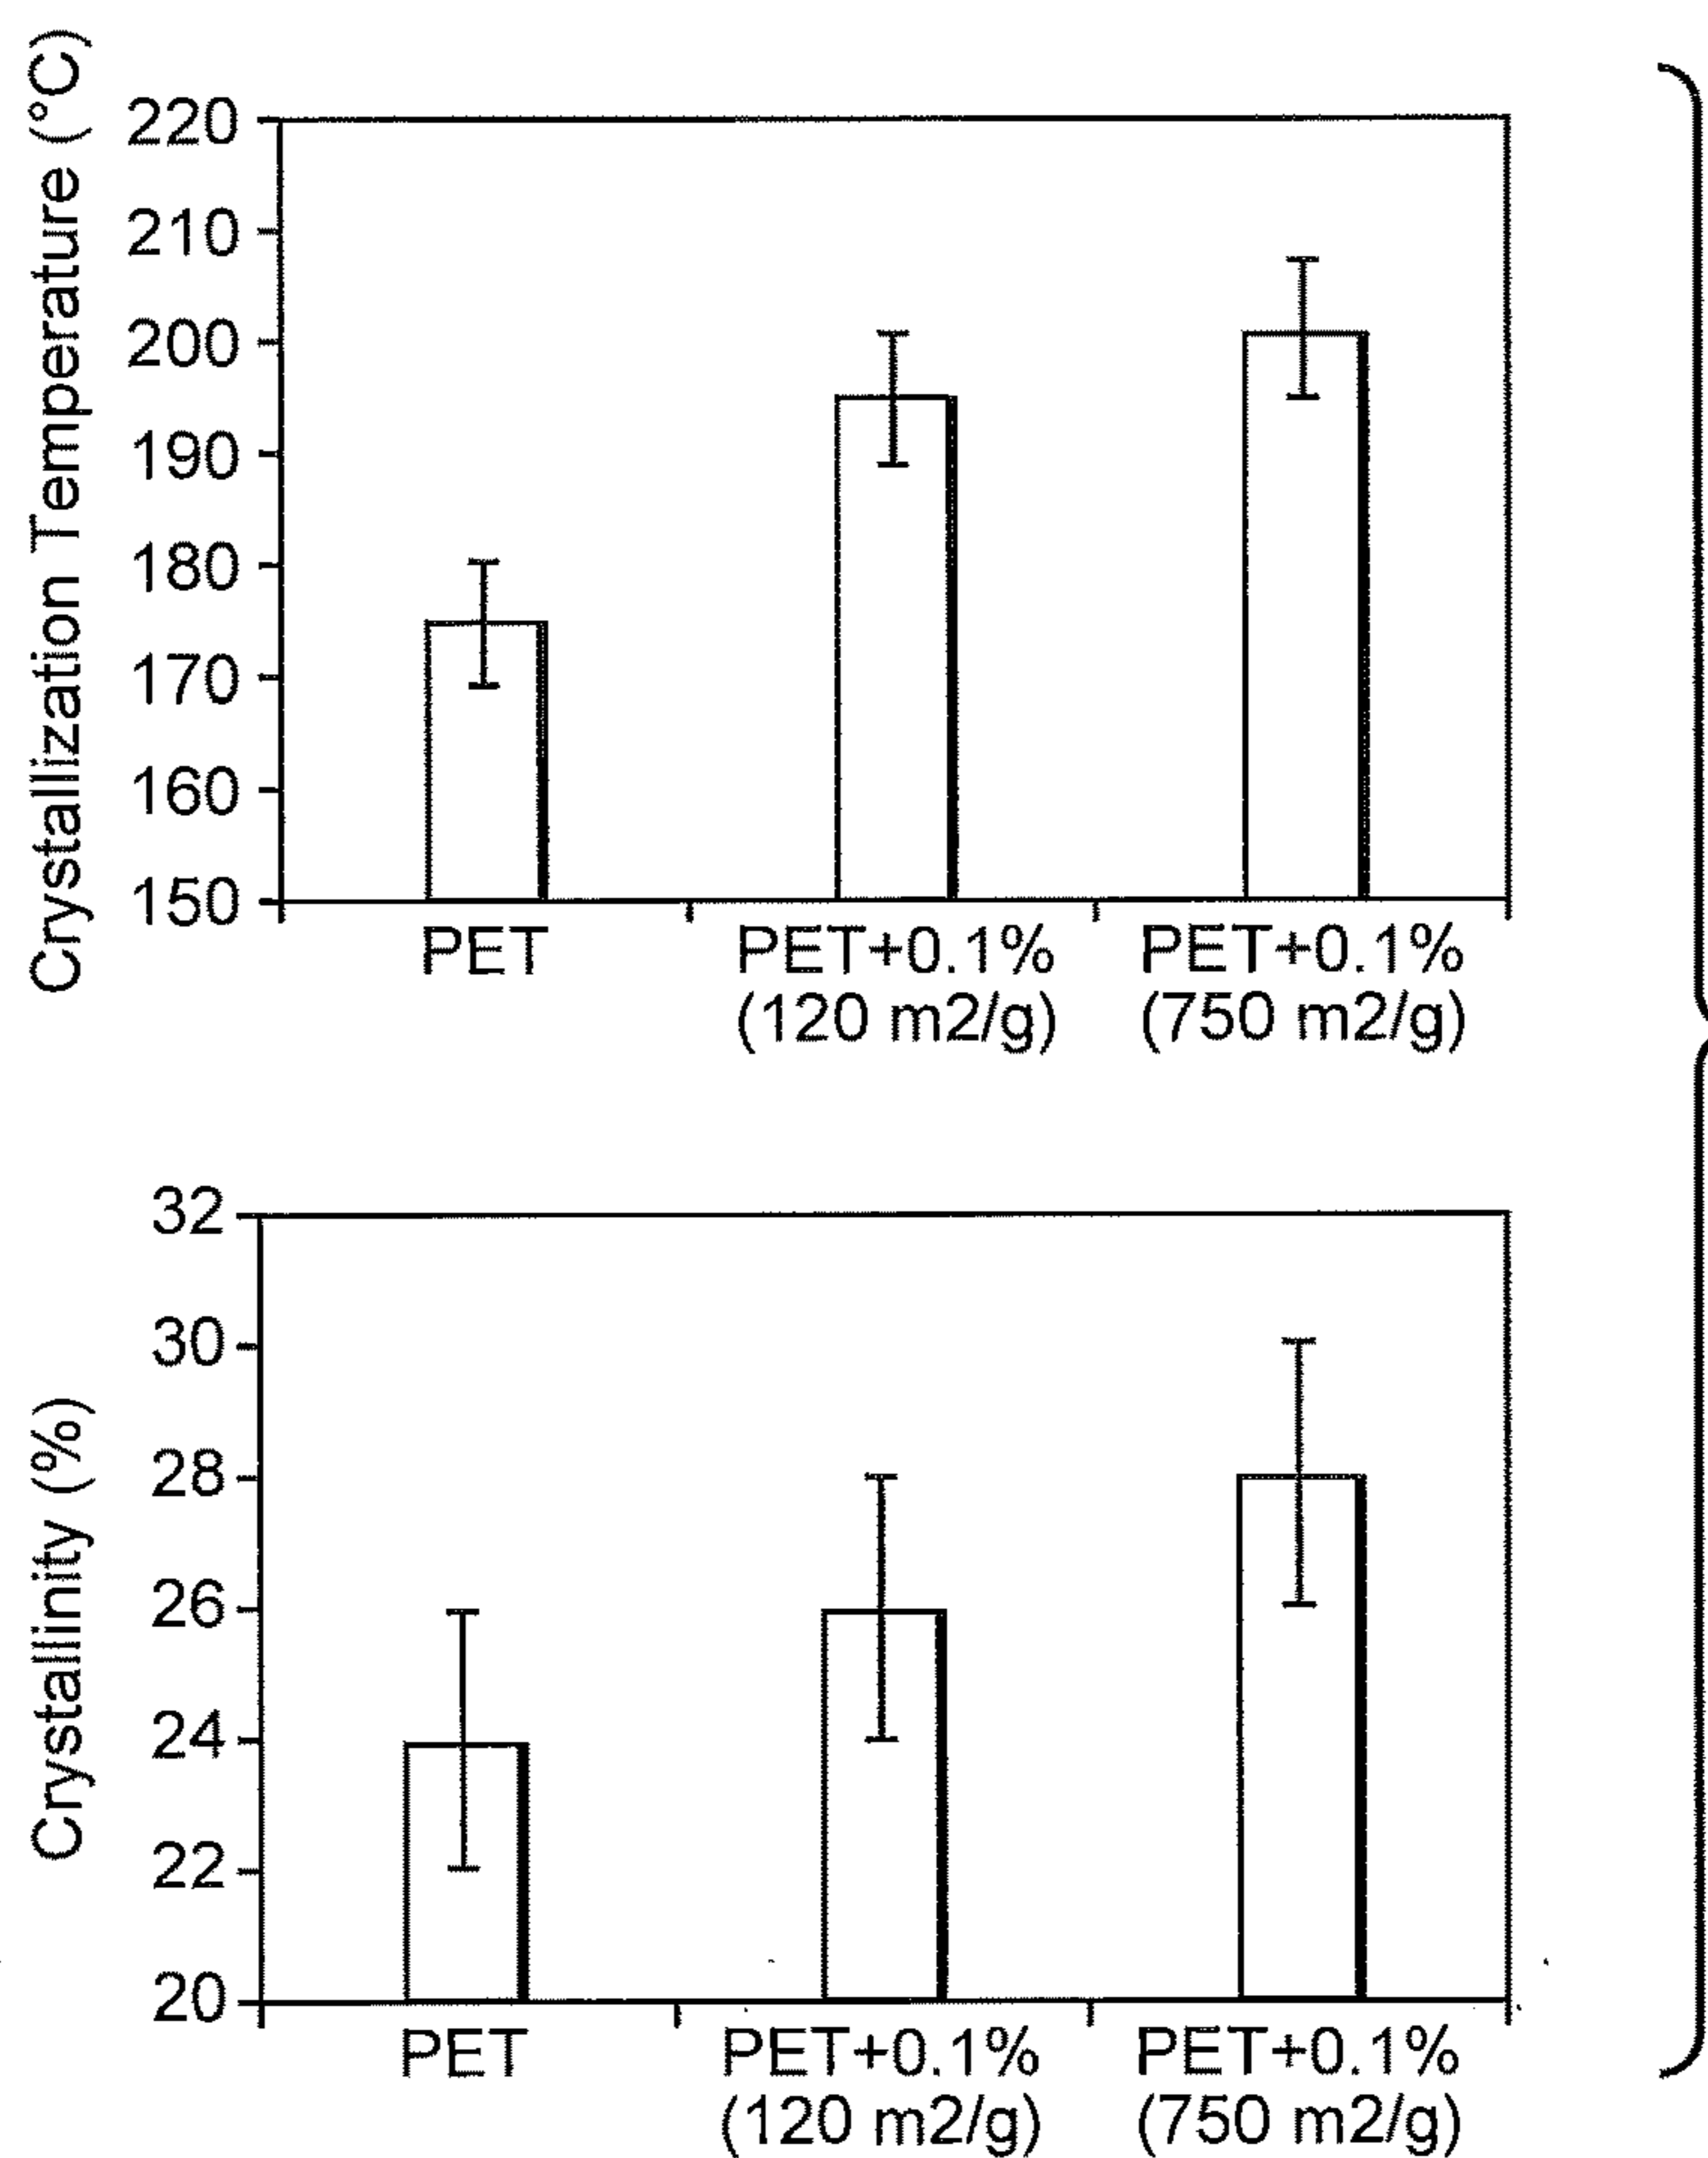 Crystallization Temperature (°C)
220
210
200
190
180
170
160
150
PET
PET+0.1%
(120 m2/g)
PET+0.1%
(750 m2/g)
Crystallinity (%)
32
30
28
26
24
22
20
PET
PET+0.1%
(120 m2/g)
PET+0.1%
(750 m2/g)